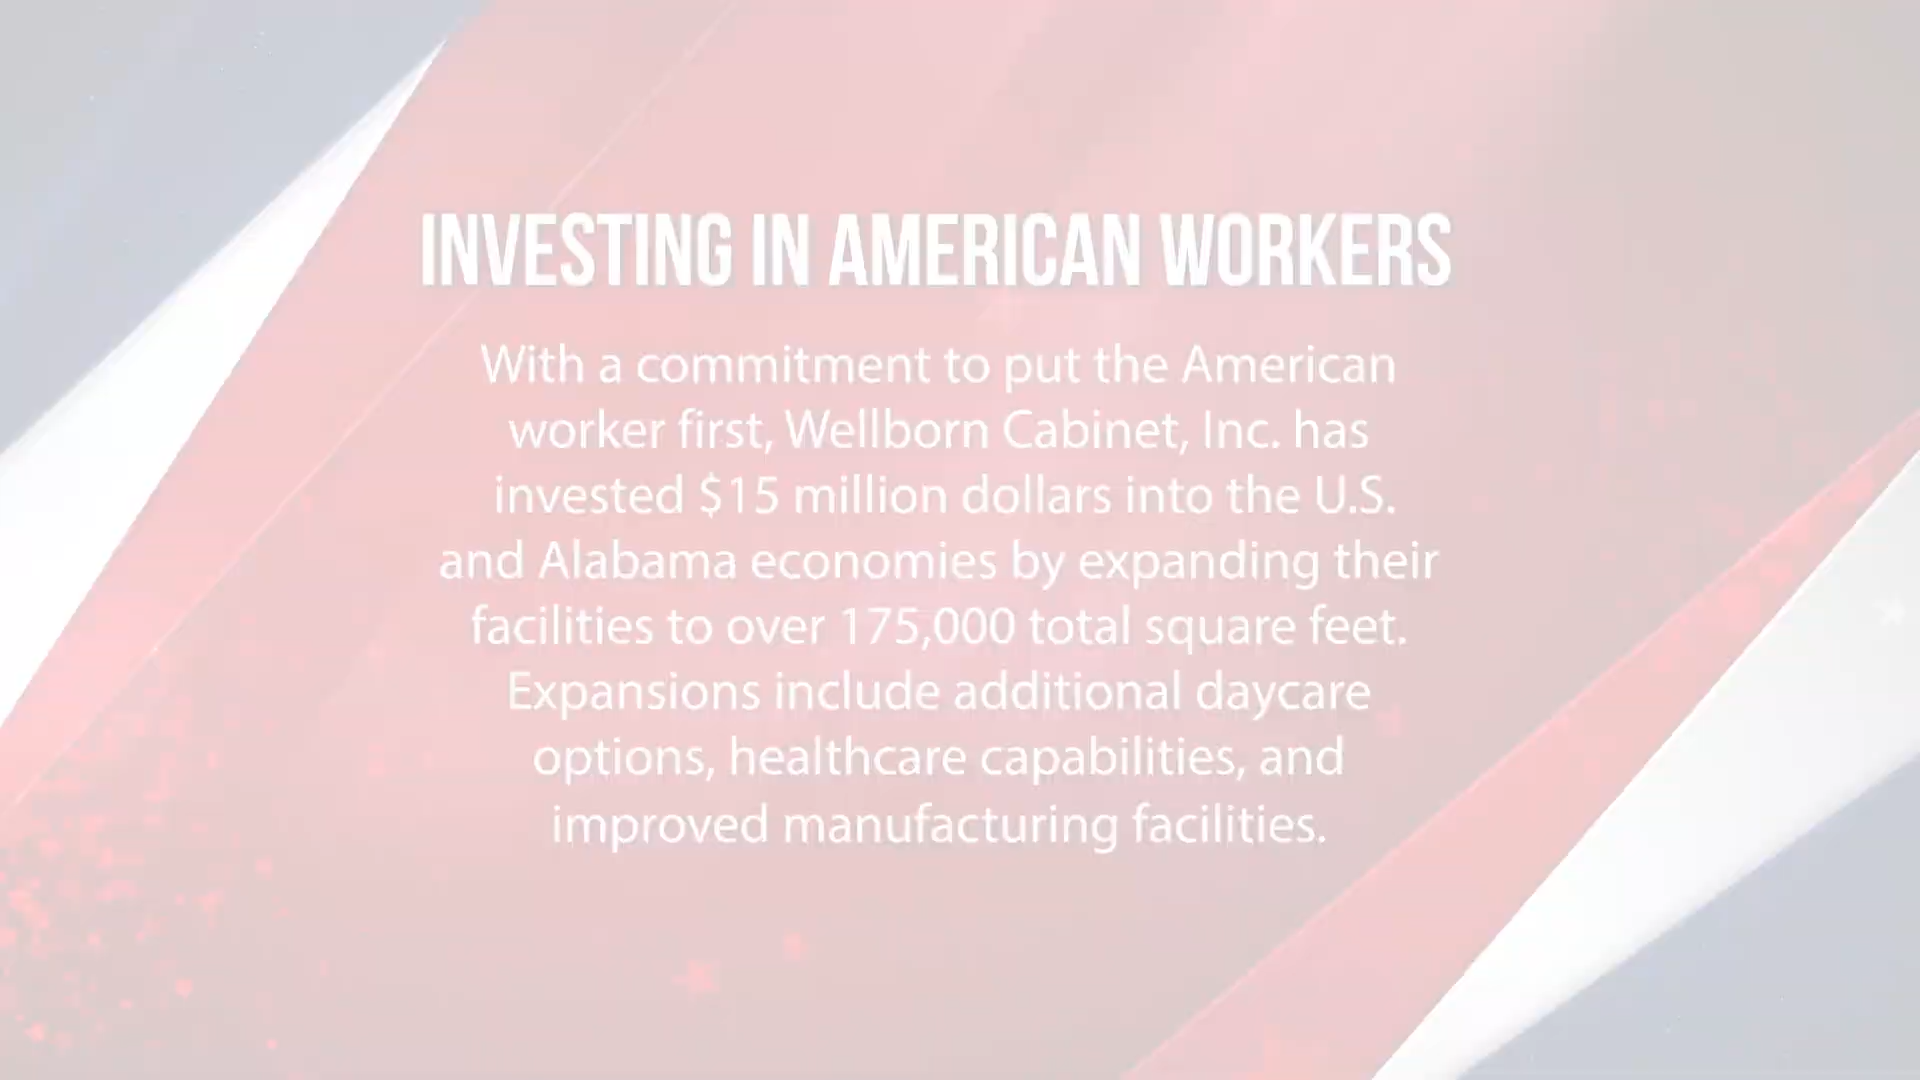 INVESTING IN AMERICAN WORKERS
With a commitment to put the American
worker first, Wellborn Cabinet, Inc. has
invested $15 million dollars into the U.S.
and Alabama economies by expanding their
facilities to over 175,000 total square feet.
Expansions include additional daycare
options, healthcare capabilities, and
improved manufacturing facilities.